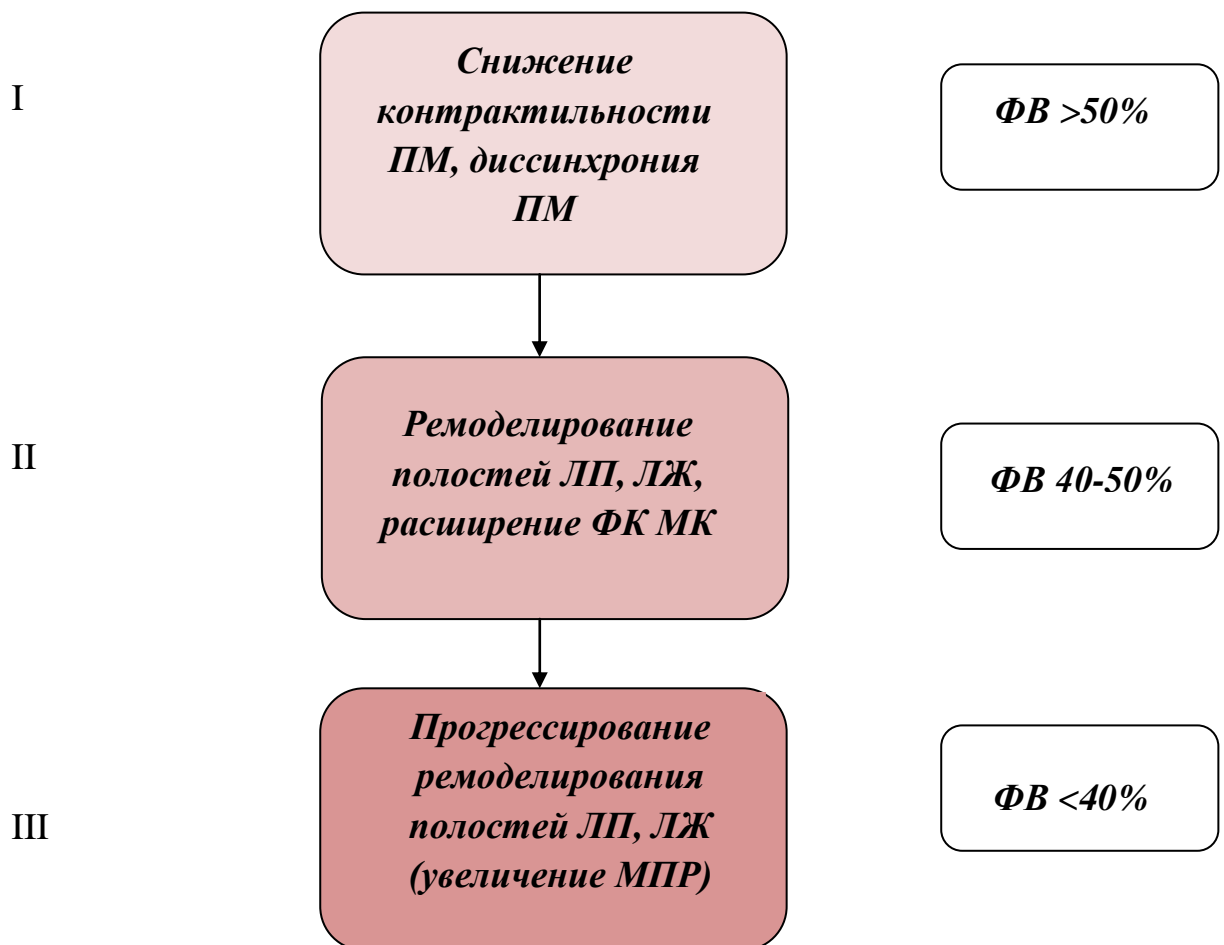 I
Снижение
контрактильности
ПМ, диссинхрония
ПМ
ФВ >50%
II
Ремоделирование
полостей ЛП, ЛЖ,
расширение ФК МК
ФВ 40-50%
III
Прогрессирование
ремоделирования
полостей ЛП, ЛЖ
(увеличение МПР)
ФВ <40%